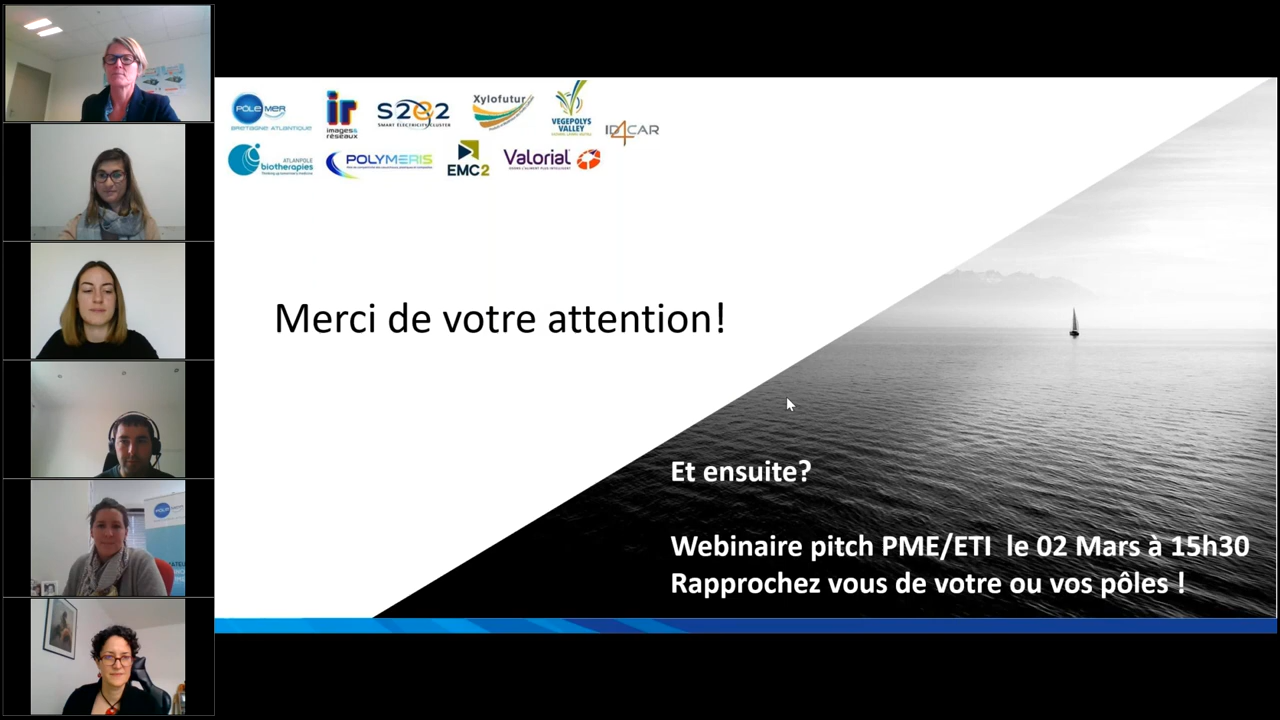 PÔLE MER
BRETAGNE ATLANTIQUE
ir
images&
réseaux
S2e2
SMART ELECTRICITY CLUSTER
Xylofutur
VEGEPOLYS
VALLEY
ID4CAR
ATLANPOLE
biotherapies
POLYMERIS
EMC2
Valorial
Merci de votre attention!
Et ensuite?
Webinaire pitch PME/ETI le 02 Mars à 15h30
Rapprochez vous de votre ou vos pôles !